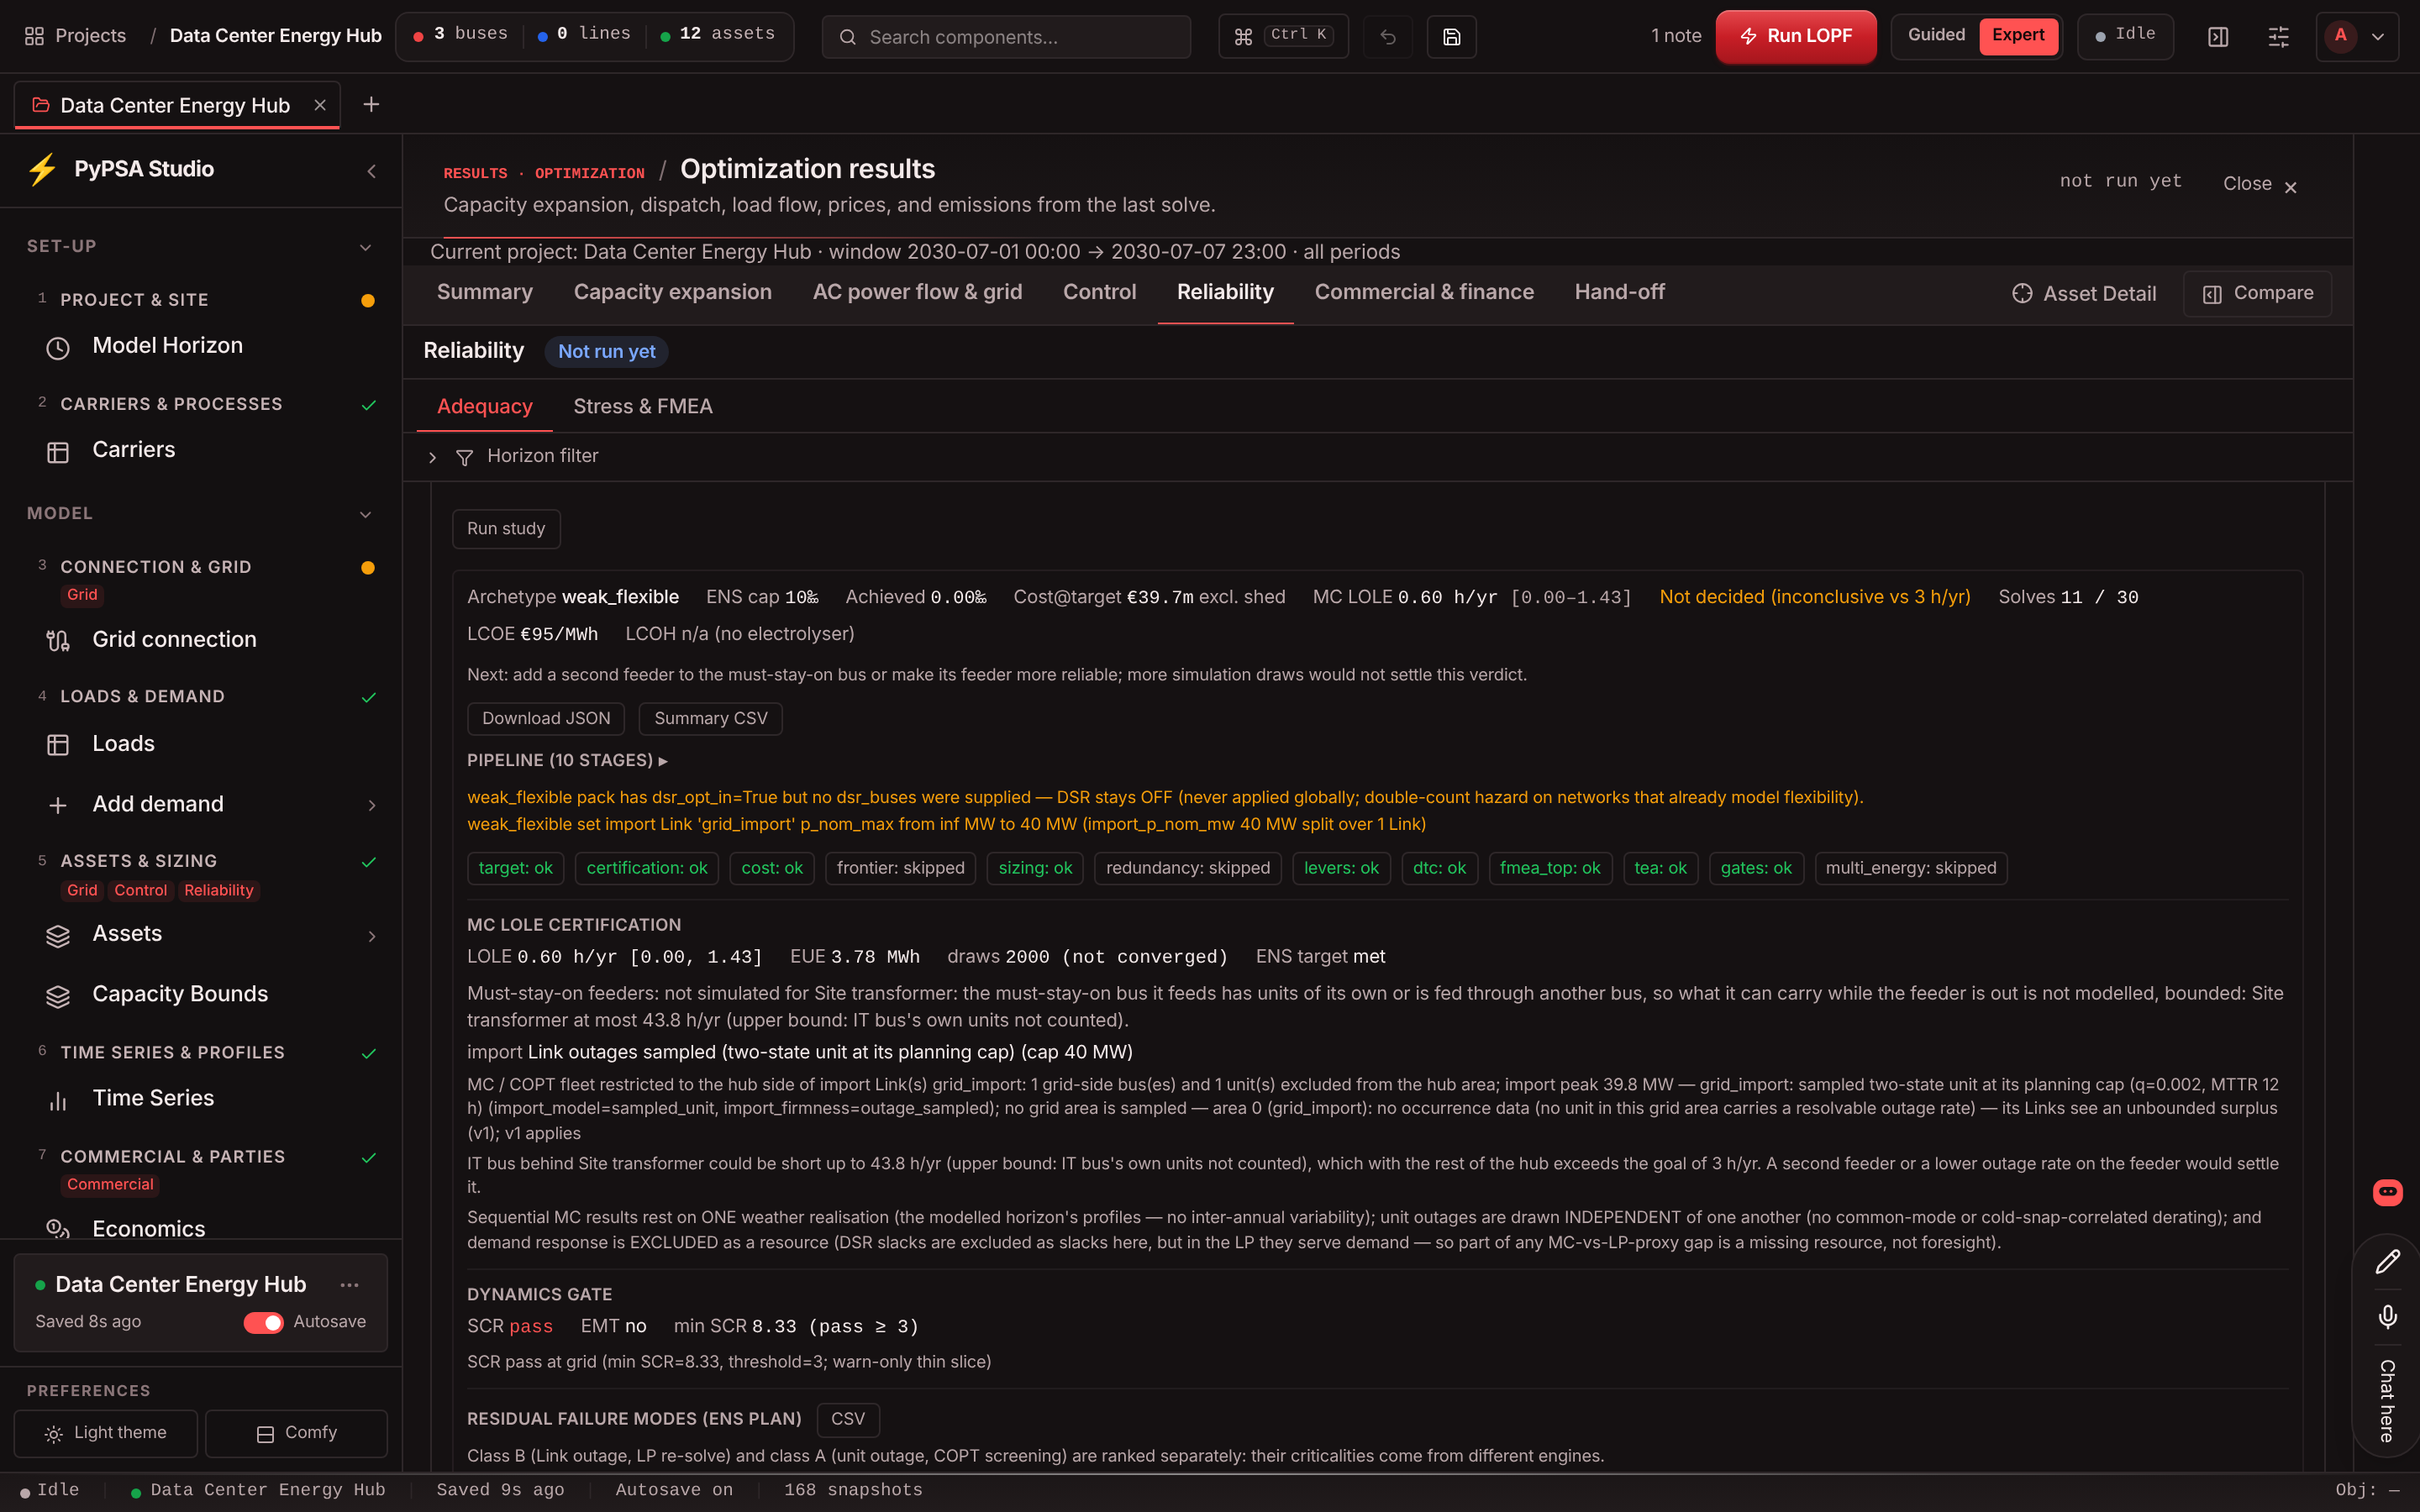 Projects / Data Center Energy Hub 3 buses 0 lines 12 assets Search components... ⌘ Ctrl K 1 note Run LOPF Guided Expert Idle A
Data Center Energy Hub × +
PyPSA Studio
SET-UP
1 PROJECT & SITE
Model Horizon
2 CARRIERS & PROCESSES
Carriers
MODEL
3 CONNECTION & GRID
Grid
Grid connection
4 LOADS & DEMAND
Loads
Add demand
5 ASSETS & SIZING
Grid Control Reliability
Assets
Capacity Bounds
6 TIME SERIES & PROFILES
Time Series
7 COMMERCIAL & PARTIES
Commercial
Economics
Data Center Energy Hub ···
Saved 8s ago Autosave
PREFERENCES
Light theme Comfy
RESULTS · OPTIMIZATION / Optimization results
not run yet Close ×
Capacity expansion, dispatch, load flow, prices, and emissions from the last solve.
Current project: Data Center Energy Hub · window 2030-07-01 00:00 → 2030-07-07 23:00 · all periods
Summary Capacity expansion AC power flow & grid Control Reliability Commercial & finance Hand-off Asset Detail Compare
Reliability Not run yet
Adequacy Stress & FMEA
Horizon filter
Run study
Archetype weak_flexible ENS cap 10‰ Achieved 0.00‰ Cost@target €39.7m excl. shed MC LOLE 0.60 h/yr [0.00–1.43] Not decided (inconclusive vs 3 h/yr) Solves 11 / 30
LCOE €95/MWh LCOH n/a (no electrolyser)
Next: add a second feeder to the must-stay-on bus or make its feeder more reliable; more simulation draws would not settle this verdict.
Download JSON Summary CSV
PIPELINE (10 STAGES) ▸
weak_flexible pack has dsr_opt_in=True but no dsr_buses were supplied — DSR stays OFF (never applied globally; double-count hazard on networks that already model flexibility).
weak_flexible set import Link 'grid_import' p_nom_max from inf MW to 40 MW (import_p_nom_mw 40 MW split over 1 Link)
target: ok certification: ok cost: ok frontier: skipped sizing: ok redundancy: skipped levers: ok dtc: ok fmea_top: ok tea: ok gates: ok multi_energy: skipped
MC LOLE CERTIFICATION
LOLE 0.60 h/yr [0.00, 1.43] EUE 3.78 MWh draws 2000 (not converged) ENS target met
Must-stay-on feeders: not simulated for Site transformer: the must-stay-on bus it feeds has units of its own or is fed through another bus, so what it can carry while the feeder is out is not modelled, bounded: Site
transformer at most 43.8 h/yr (upper bound: IT bus's own units not counted).
import Link outages sampled (two-state unit at its planning cap) (cap 40 MW)
MC / COPT fleet restricted to the hub side of import Link(s) grid_import: 1 grid-side bus(es) and 1 unit(s) excluded from the hub area; import peak 39.8 MW — grid_import: sampled two-state unit at its planning cap (q=0.002, MTTR 12
h) (import_model=sampled_unit, import_firmness=outage_sampled); no grid area is sampled — area 0 (grid_import): no occurrence data (no unit in this grid area carries a resolvable outage rate) — its Links see an unbounded surplus
(v1); v1 applies
IT bus behind Site transformer could be short up to 43.8 h/yr (upper bound: IT bus's own units not counted), which with the rest of the hub exceeds the goal of 3 h/yr. A second feeder or a lower outage rate on the feeder would settle
it.
Sequential MC results rest on ONE weather realisation (the modelled horizon's profiles — no inter-annual variability); unit outages are drawn INDEPENDENT of one another (no common-mode or cold-snap-correlated derating); and
demand response is EXCLUDED as a resource (DSR slacks are excluded as slacks here, but in the LP they serve demand — so part of any MC-vs-LP-proxy gap is a missing resource, not foresight).
DYNAMICS GATE
SCR pass EMT no min SCR 8.33 (pass ≥ 3)
SCR pass at grid (min SCR=8.33, threshold=3; warn-only thin slice)
RESIDUAL FAILURE MODES (ENS PLAN) CSV
Class B (Link outage, LP re-solve) and class A (unit outage, COPT screening) are ranked separately: their criticalities come from different engines.
Chat here
Idle Data Center Energy Hub Saved 9s ago Autosave on 168 snapshots Obj: —